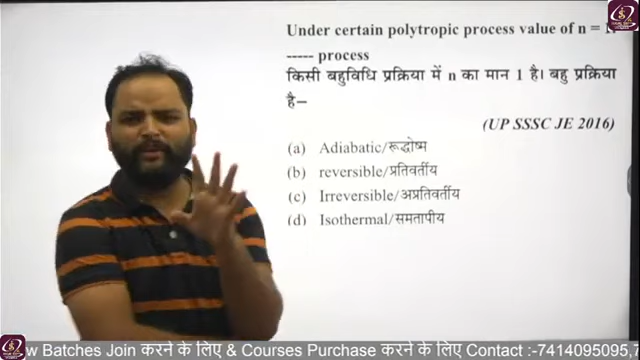 Under certain polytropic process value of n =
----- process
किसी बहुविधि प्रक्रिया में n का मान 1 है। बहु प्रक्रिया
है–
(UP SSSC JE 2016)
(a) Adiabatic/रूद्धोष्म
(b) reversible/प्रतिवर्तीय
(c) Irreversible/अप्रतिवर्तीय
(d) Isothermal/समतापीय
w Batches Join करने के लिए & Courses Purchase करने के लिए Contact :-7414095095,7